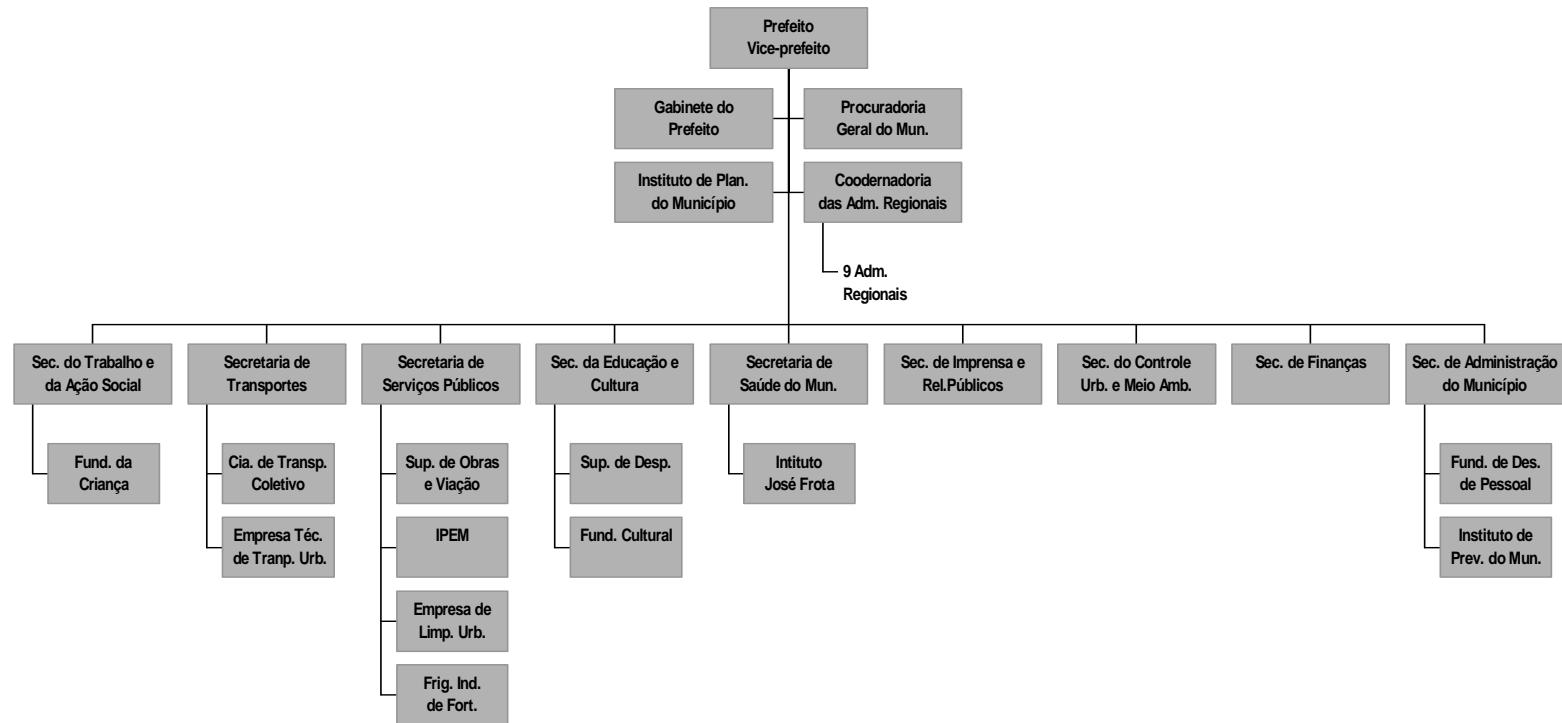 Prefeito
Vice-prefeito
Gabinete do
Prefeito
Procuradoria
Geral do Mun.
Instituto de Plan.
do Município
Coodernadoria
das Adm. Regionais
9 Adm.
Regionais
Sec. do Trabalho e
da Ação Social
Secretaria de
Transportes
Secretaria de
Serviços Públicos
Sec. da Educação e
Cultura
Secretaria de
Saúde do Mun.
Sec. de Imprensa e
Rel.Públicos
Sec. do Controle
Urb. e Meio Amb.
Sec. de Finanças
Sec. de Administração
do Município
Fund. da
Criança
Cia. de Transp.
Coletivo
Empresa Téc.
de Tranp. Urb.
Sup. de Obras
e Viação
IPEM
Empresa de
Limp. Urb.
Frig. Ind.
de Fort.
Sup. de Desp.
Fund. Cultural
Intituto
José Frota
Fund. de Des.
de Pessoal
Instituto de
Prev. do Mun.